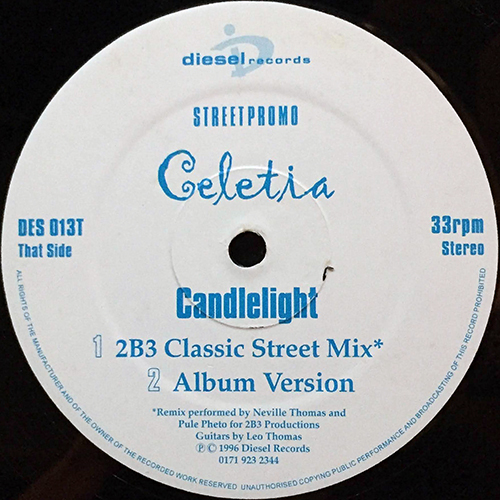 diesel records
STREETPROMO
Celetia
DES 013T
That Side
33rpm
Stereo
Candlelight
1 2B3 Classic Street Mix*
2 Album Version
*Remix performed by Neville Thomas and
Pule Pheto for 2B3 Productions
Guitars by Leo Thomas
℗ © 1996 Diesel Records
0171 923 2344
ALL RIGHTS OF THE MANUFACTURER AND OF THE OWNER OF THE RECORDED WORK RESERVED UNAUTHORISED COPYING PUBLIC PERFORMANCE AND BROADCASTING OF THIS RECORD PROHIBITED